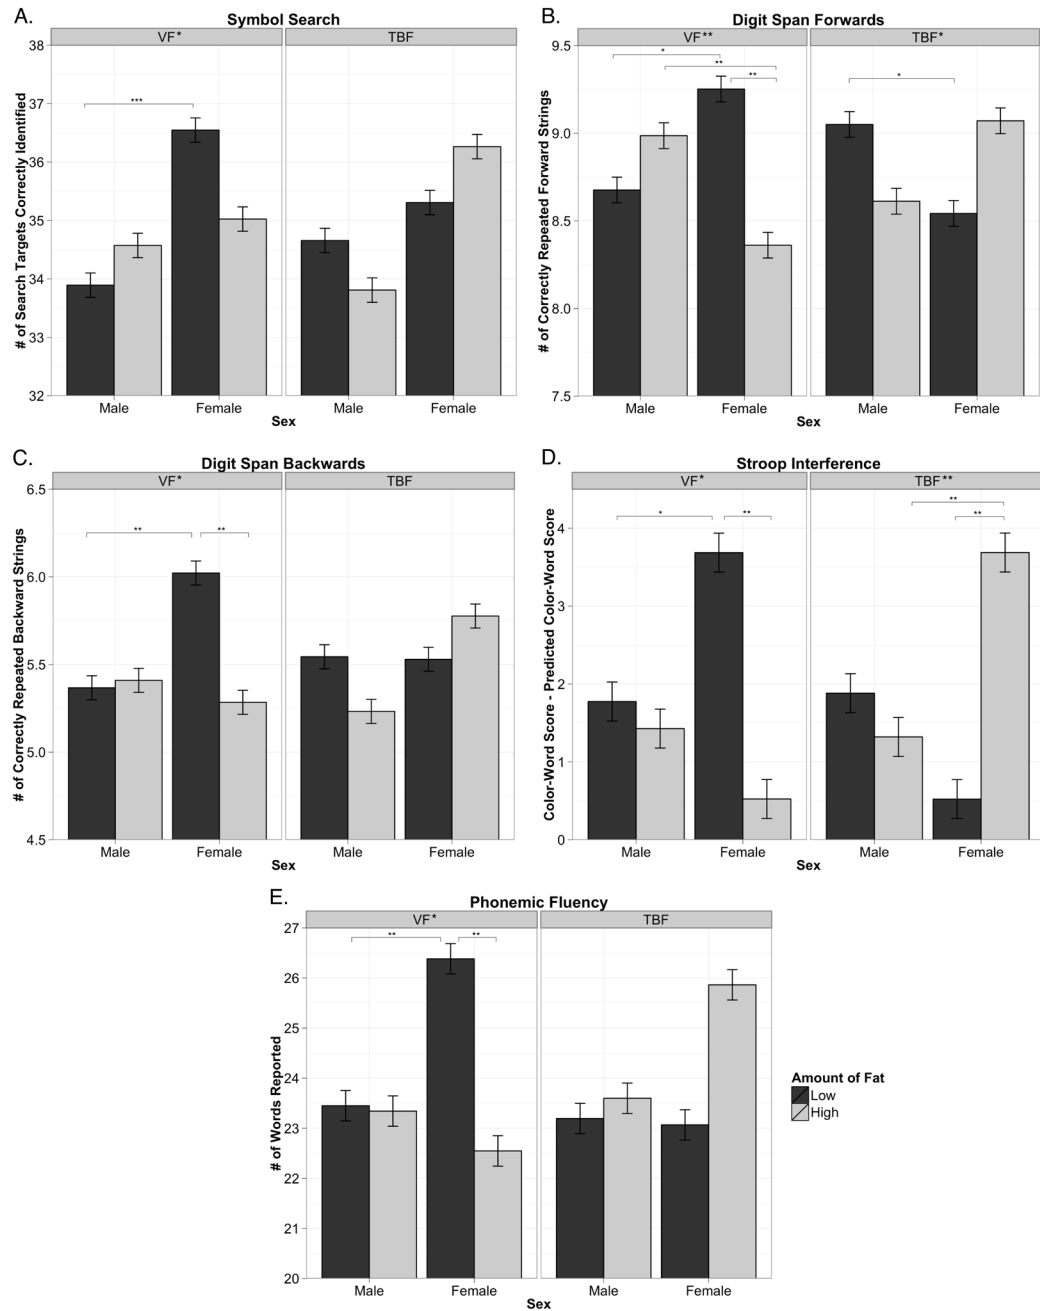 A.
Symbol Search
VF* TBF
***
# of Search Targets Correctly Identified
38
37
36
35
34
33
32
Male Female Male Female
Sex
B.
Digit Span Forwards
VF** TBF*
*
**
**
*
# of Correctly Repeated Forward Strings
9.5
9.0
8.5
8.0
7.5
Male Female Male Female
Sex
C.
Digit Span Backwards
VF* TBF
** **
# of Correctly Repeated Backward Strings
6.5
6.0
5.5
5.0
4.5
Male Female Male Female
Sex
D.
Stroop Interference
VF* TBF**
* **
**
**
Color-Word Score - Predicted Color-Word Score
4
3
2
1
0
Male Female Male Female
Sex
E.
Phonemic Fluency
VF* TBF
** **
# of Words Reported
27
26
25
24
23
22
21
20
Male Female Male Female
Sex
Amount of Fat
Low
High